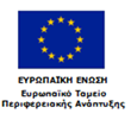 ΕΥΡΩΠΑΪΚΗ ΕΝΩΣΗ
Ευρωπαϊκό Ταμείο
Περιφερειακής Ανάπτυξης